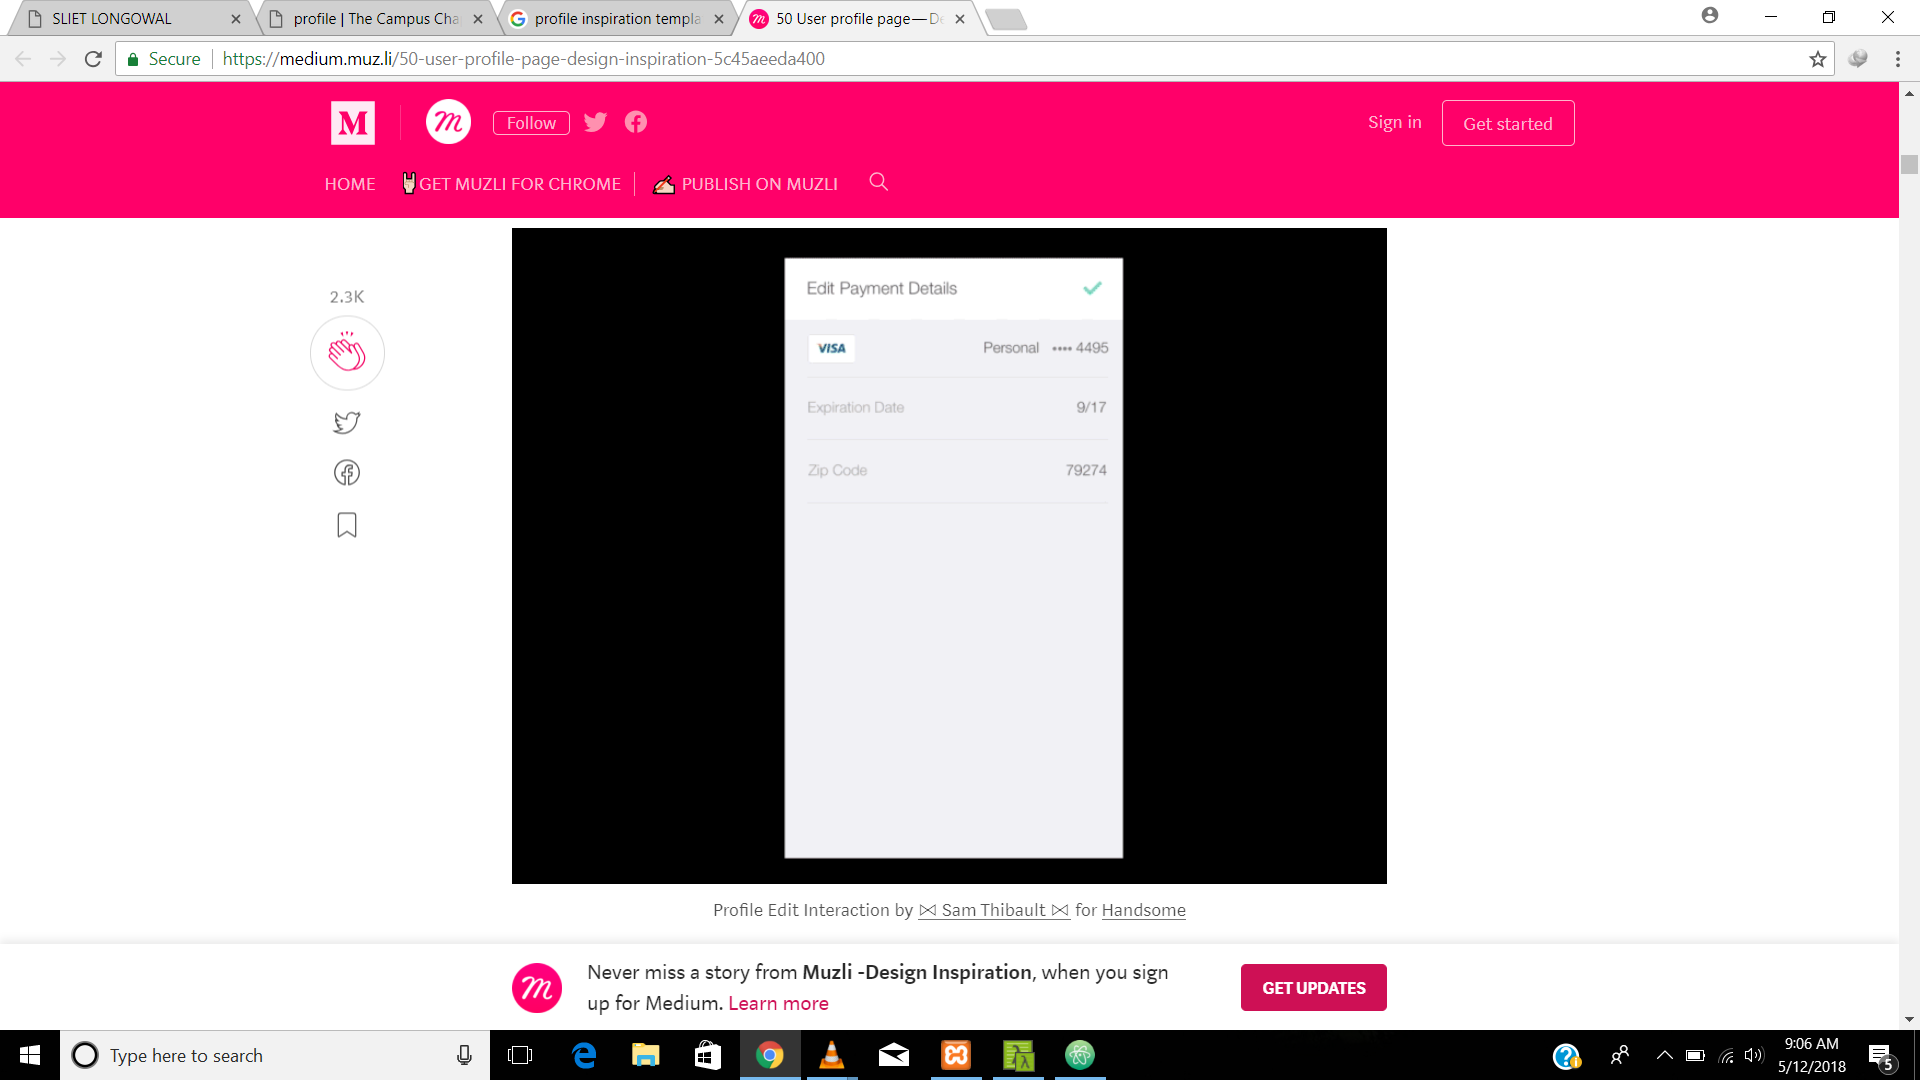 SLIET LONGOWAL
profile | The Campus Cha
profile inspiration templa
50 User profile page — De
Secure
https://medium.muz.li/50-user-profile-page-design-inspiration-5c45aeeda400
M
m
Follow
Sign in
Get started
HOME
GET MUZLI FOR CHROME
PUBLISH ON MUZLI
2.3K
Edit Payment Details
VISA
Personal •••• 4495
Expiration Date 9/17
Zip Code 79274
Profile Edit Interaction by ⋈ Sam Thibault ⋈ for Handsome
m
Never miss a story from Muzli -Design Inspiration, when you sign
up for Medium. Learn more
GET UPDATES
Type here to search
9:06 AM
5/12/2018
5